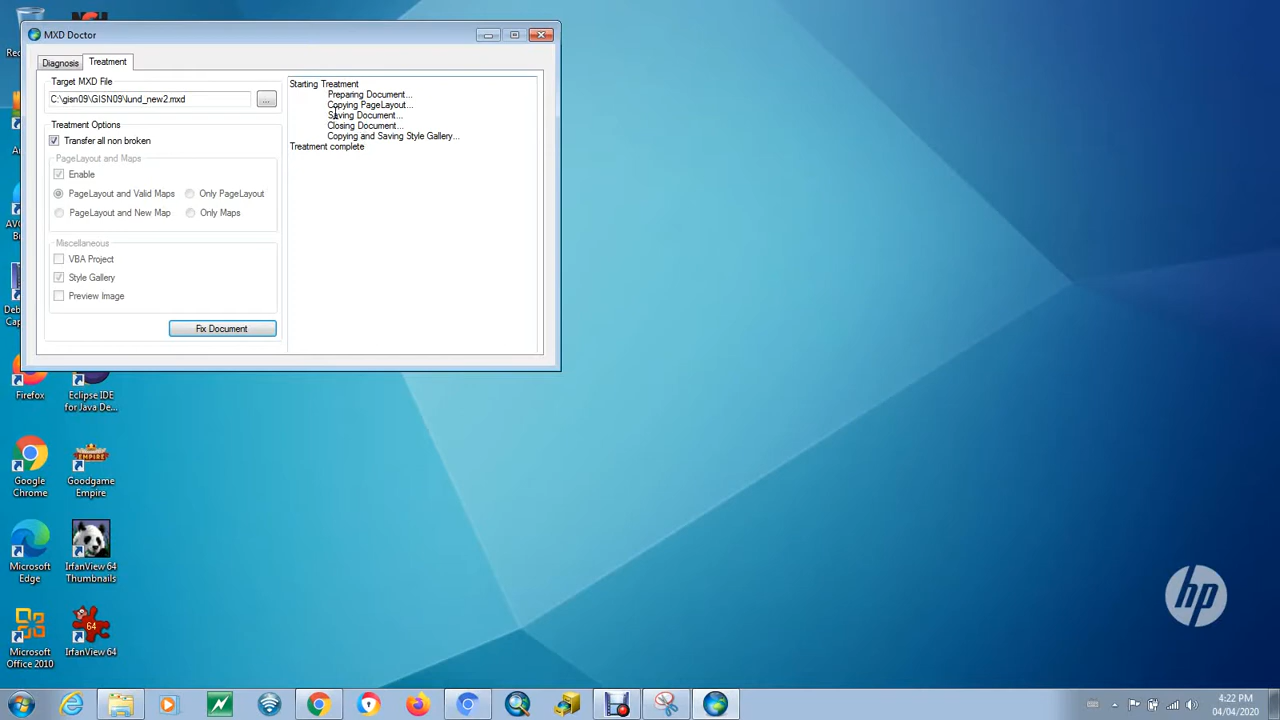 MXD Doctor
Diagnosis
Treatment
Target MXD File
C:\gisn09\GISN09\lund_new2.mxd
...
Treatment Options
Transfer all non broken
PageLayout and Maps
Enable
PageLayout and Valid Maps
Only PageLayout
PageLayout and New Map
Only Maps
Miscellaneous
VBA Project
Style Gallery
Preview Image
Fix Document
Starting Treatment
Preparing Document...
Copying PageLayout...
Saving Document...
Closing Document...
Copying and Saving Style Gallery...
Treatment complete
Firefox
Eclipse IDE
for Java De...
Google
Chrome
Goodgame
Empire
Microsoft
Edge
IrfanView 64
Thumbnails
Microsoft
Office 2010
64
IrfanView 64
hp
4:22 PM
04/04/2020